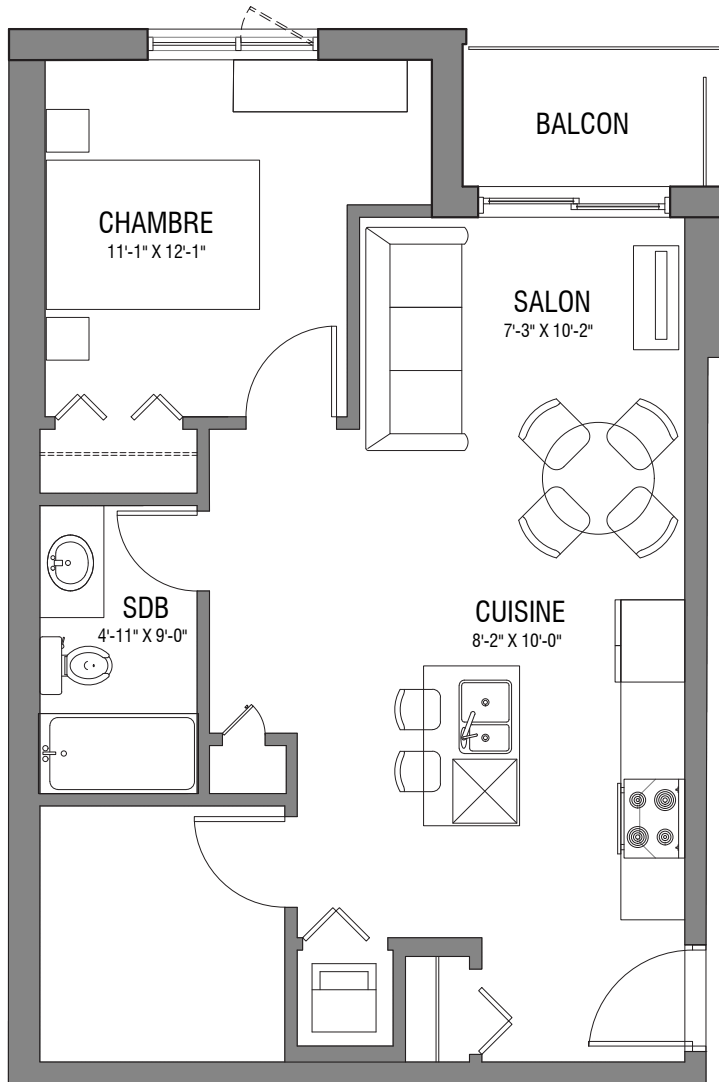 BALCON
CHAMBRE
11'-1" X 12'-1"
SALON
7'-3" X 10'-2"
SDB
4'-11" X 9'-0"
CUISINE
8'-2" X 10'-0"